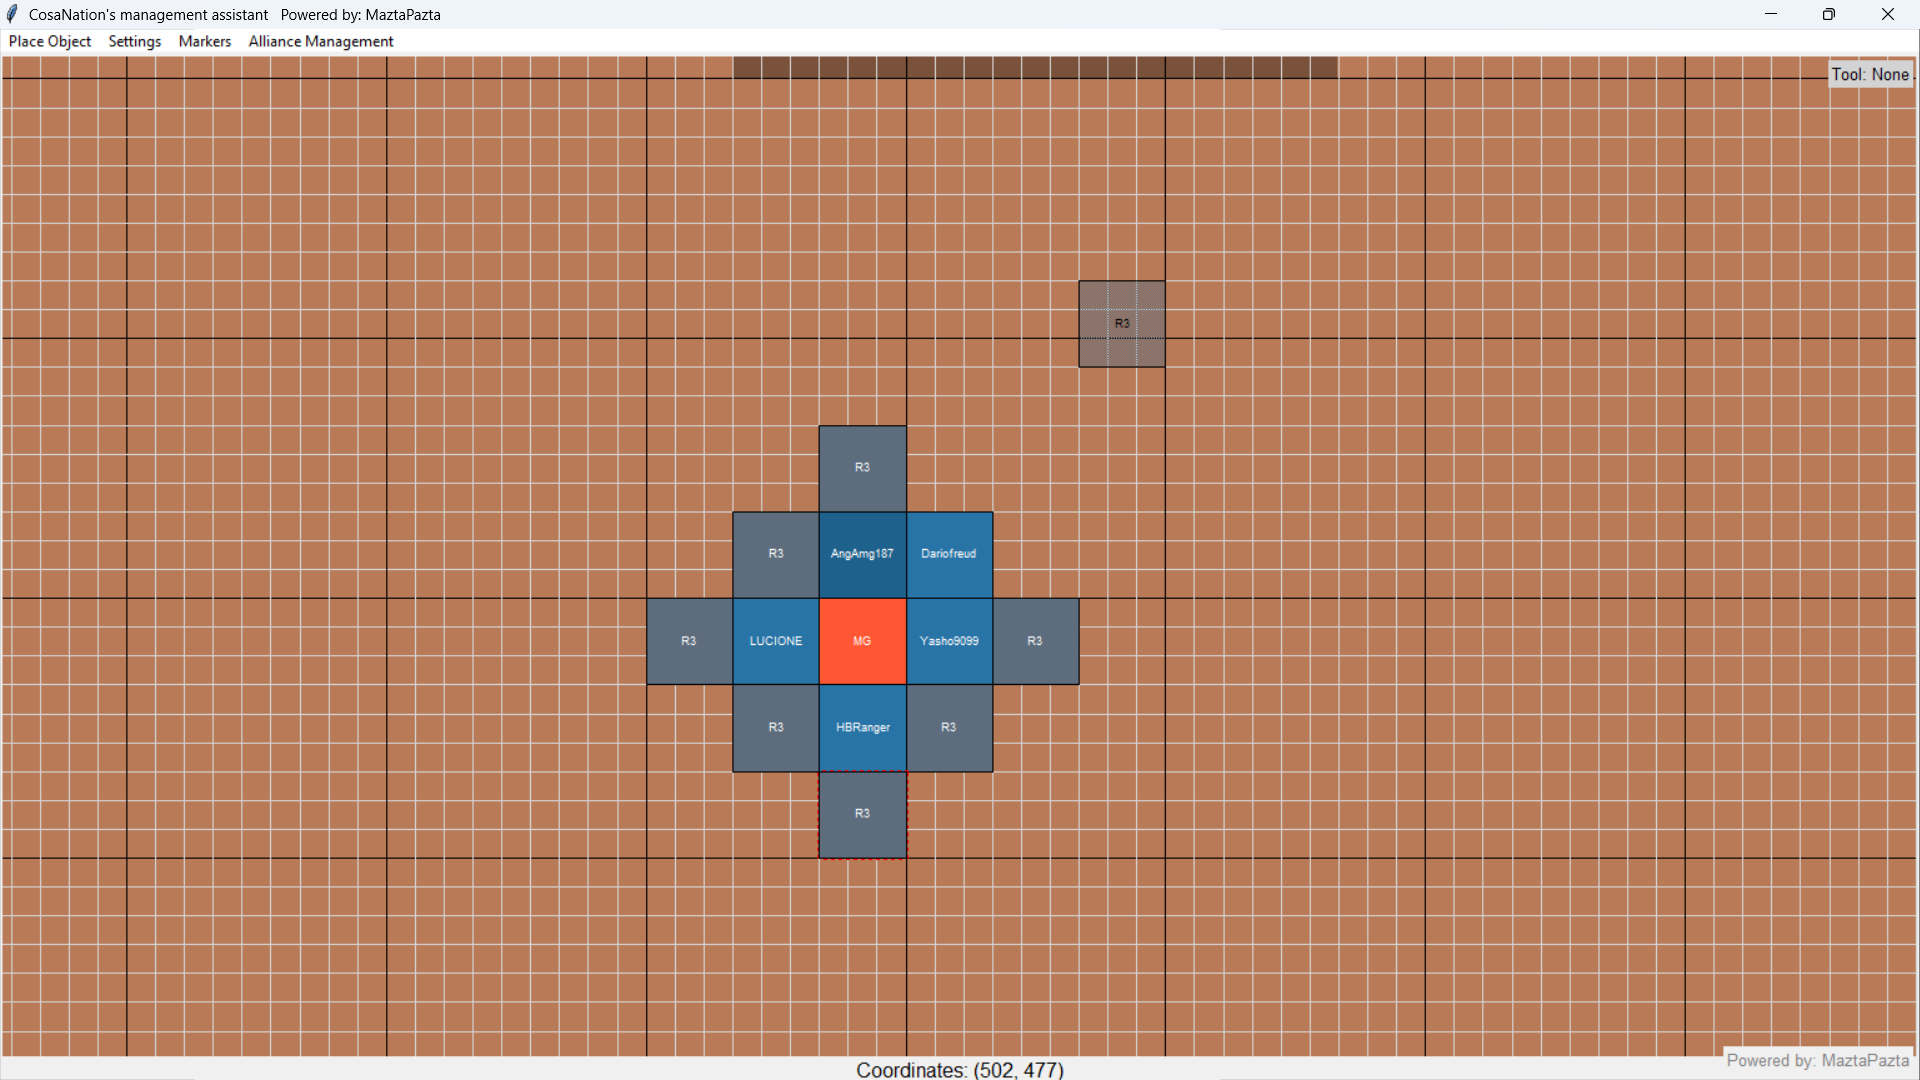 CosaNation's management assistant   Powered by: MaztaPazta
Place Object   Settings   Markers   Alliance Management
Tool: None
R3
R3
R3   AngAmg187   Dariofreud
R3   LUCIONE   MG   Yasho9099   R3
R3   HBRanger   R3
R3
Powered by: MaztaPazta
Coordinates: (502, 477)